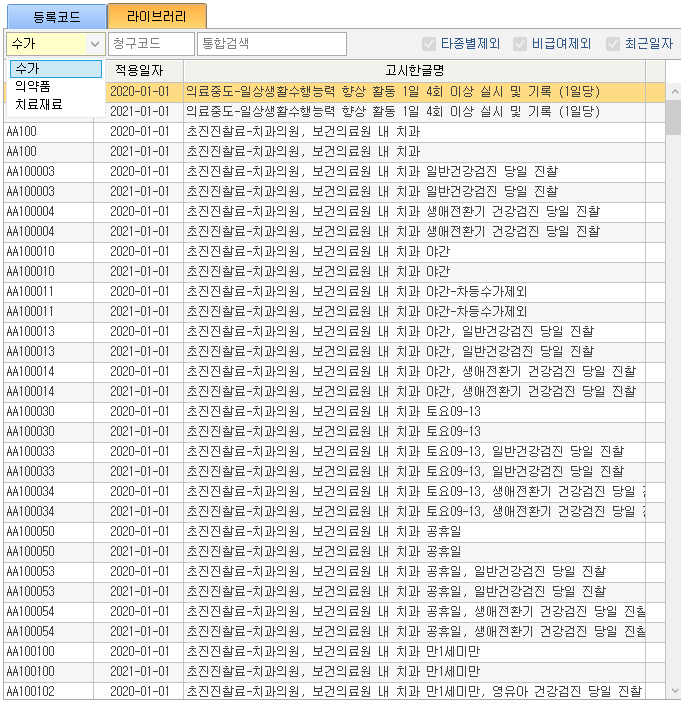 등록코드 라이브러리
수가 청구코드 통합검색 타종별제외 비급여제외 최근일자
수가
의약품
치료재료
적용일자 고시한글명
2020-01-01 의료중도-일상생활수행능력 향상 활동 1일 4회 이상 실시 및 기록 (1일당)
2021-01-01 의료중도-일상생활수행능력 향상 활동 1일 4회 이상 실시 및 기록 (1일당)
AA100 2020-01-01 초진진찰료-치과의원, 보건의료원 내 치과
AA100 2021-01-01 초진진찰료-치과의원, 보건의료원 내 치과
AA100003 2020-01-01 초진진찰료-치과의원, 보건의료원 내 치과 일반건강검진 당일 진찰
AA100003 2021-01-01 초진진찰료-치과의원, 보건의료원 내 치과 일반건강검진 당일 진찰
AA100004 2020-01-01 초진진찰료-치과의원, 보건의료원 내 치과 생애전환기 건강검진 당일 진찰
AA100004 2021-01-01 초진진찰료-치과의원, 보건의료원 내 치과 생애전환기 건강검진 당일 진찰
AA100010 2020-01-01 초진진찰료-치과의원, 보건의료원 내 치과 야간
AA100010 2021-01-01 초진진찰료-치과의원, 보건의료원 내 치과 야간
AA100011 2020-01-01 초진진찰료-치과의원, 보건의료원 내 치과 야간-차등수가제외
AA100011 2021-01-01 초진진찰료-치과의원, 보건의료원 내 치과 야간-차등수가제외
AA100013 2020-01-01 초진진찰료-치과의원, 보건의료원 내 치과 야간, 일반건강검진 당일 진찰
AA100013 2021-01-01 초진진찰료-치과의원, 보건의료원 내 치과 야간, 일반건강검진 당일 진찰
AA100014 2020-01-01 초진진찰료-치과의원, 보건의료원 내 치과 야간, 생애전환기 건강검진 당일 진찰
AA100014 2021-01-01 초진진찰료-치과의원, 보건의료원 내 치과 야간, 생애전환기 건강검진 당일 진찰
AA100030 2020-01-01 초진진찰료-치과의원, 보건의료원 내 치과 토요09-13
AA100030 2021-01-01 초진진찰료-치과의원, 보건의료원 내 치과 토요09-13
AA100033 2020-01-01 초진진찰료-치과의원, 보건의료원 내 치과 토요09-13, 일반건강검진 당일 진찰
AA100033 2021-01-01 초진진찰료-치과의원, 보건의료원 내 치과 토요09-13, 일반건강검진 당일 진찰
AA100034 2020-01-01 초진진찰료-치과의원, 보건의료원 내 치과 토요09-13, 생애전환기 건강검진 당일
AA100034 2021-01-01 초진진찰료-치과의원, 보건의료원 내 치과 토요09-13, 생애전환기 건강검진 당일
AA100050 2020-01-01 초진진찰료-치과의원, 보건의료원 내 치과 공휴일
AA100050 2021-01-01 초진진찰료-치과의원, 보건의료원 내 치과 공휴일
AA100053 2020-01-01 초진진찰료-치과의원, 보건의료원 내 치과 공휴일, 일반건강검진 당일 진찰
AA100053 2021-01-01 초진진찰료-치과의원, 보건의료원 내 치과 공휴일, 일반건강검진 당일 진찰
AA100054 2020-01-01 초진진찰료-치과의원, 보건의료원 내 치과 공휴일, 생애전환기 건강검진 당일 진찰
AA100054 2021-01-01 초진진찰료-치과의원, 보건의료원 내 치과 공휴일, 생애전환기 건강검진 당일 진찰
AA100100 2020-01-01 초진진찰료-치과의원, 보건의료원 내 치과 만1세미만
AA100100 2021-01-01 초진진찰료-치과의원, 보건의료원 내 치과 만1세미만
AA100102 2020-01-01 초진진찰료-치과의원, 보건의료원 내 치과 만1세미만, 영유아 건강검진 당일 진찰